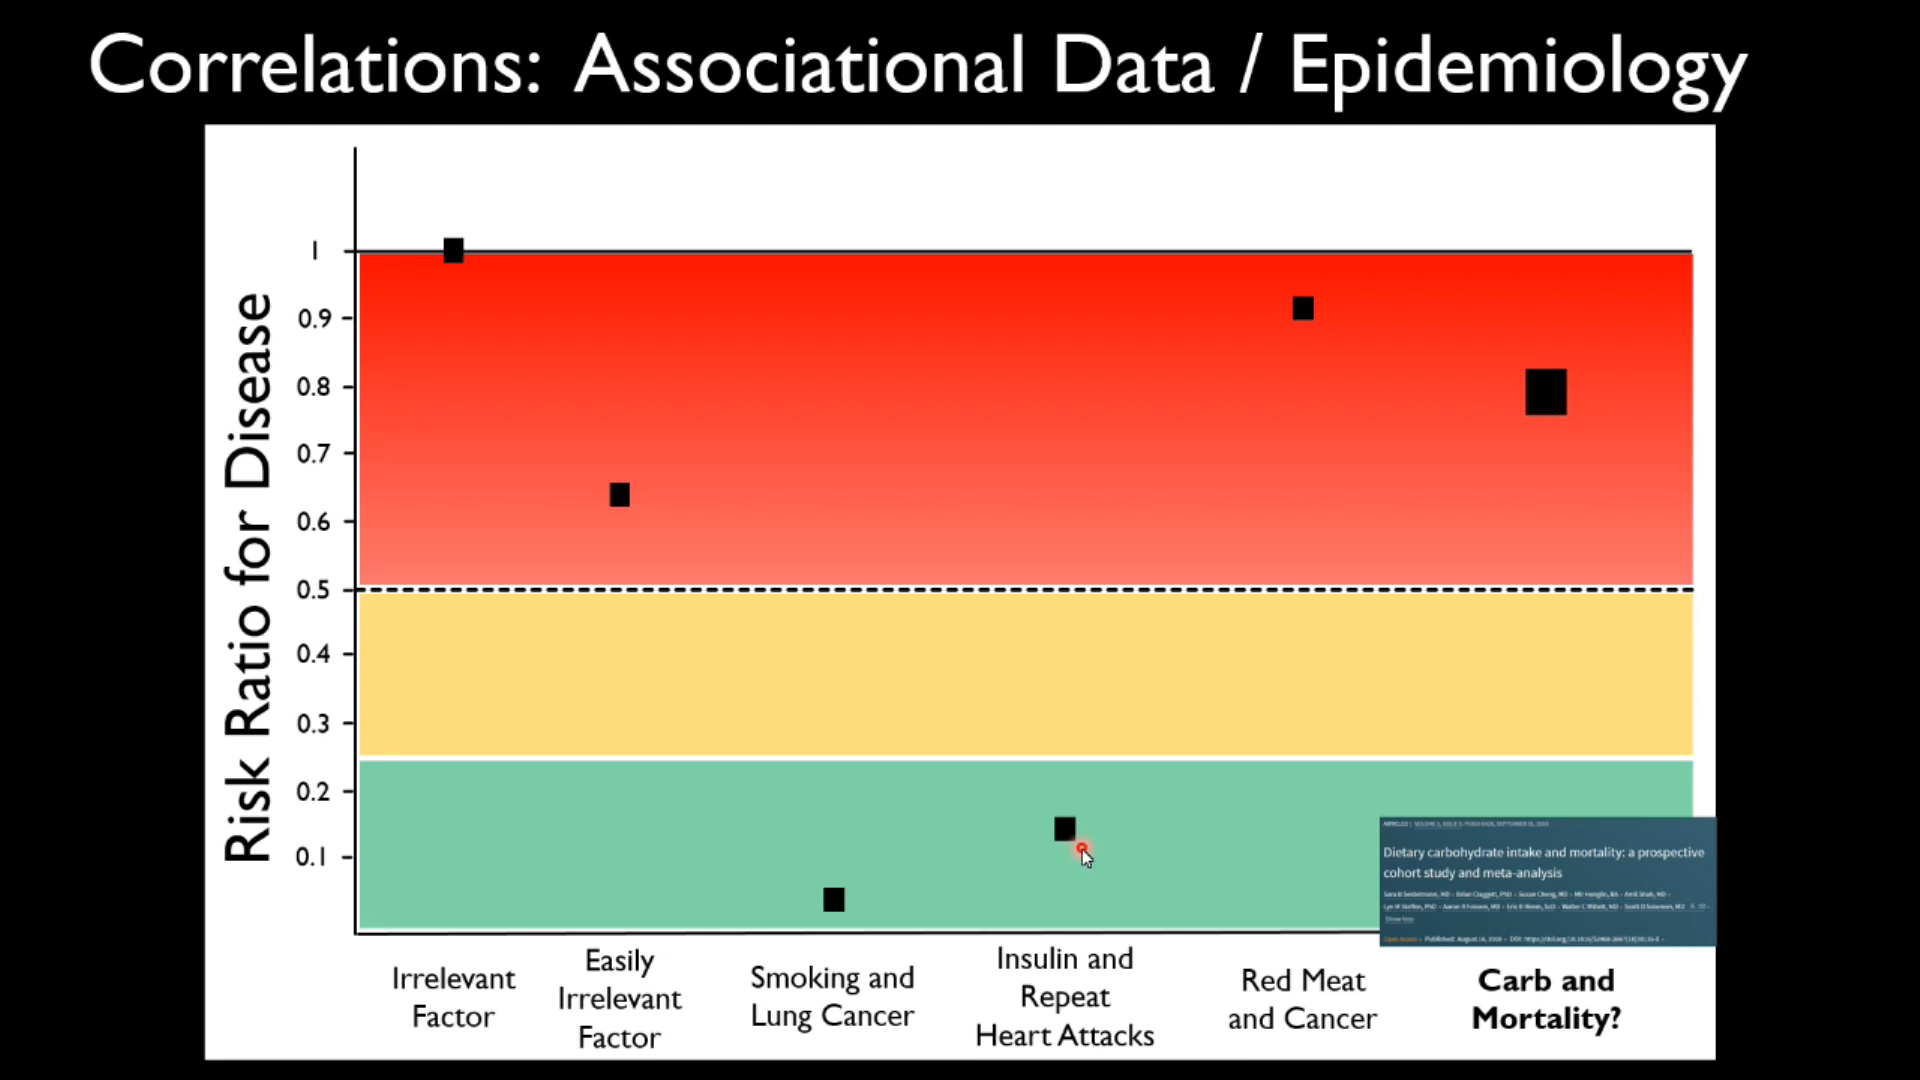 Correlations: Associational Data / Epidemiology
Risk Ratio for Disease
1
0.9
0.8
0.7
0.6
0.5
0.4
0.3
0.2
0.1
Irrelevant
Factor
Easily
Irrelevant
Factor
Smoking and
Lung Cancer
Insulin and
Repeat
Heart Attacks
Red Meat
and Cancer
Carb and
Mortality?
Dietary carbohydrate intake and mortality: a prospective
cohort study and meta-analysis